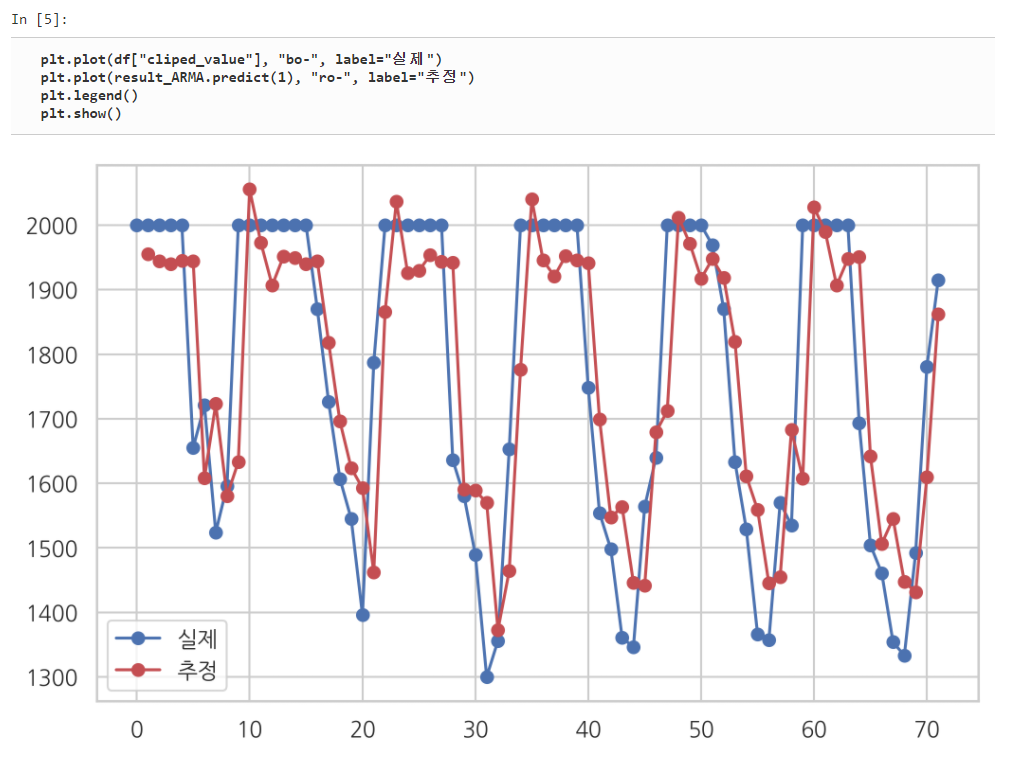 In [5]:
plt.plot(df["cliped_value"], "bo-", label="실제")
plt.plot(result_ARMA.predict(1), "ro-", label="추정")
plt.legend()
plt.show()
2000
1900
1800
1700
1600
1500
1400
1300
실제
추정
0 10 20 30 40 50 60 70